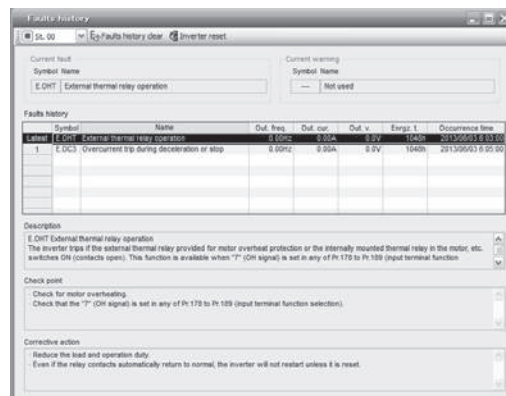 Faults history
St. 00 Faults history clear Inverter reset
Current fault
Symbol Name
E.OHT External thermal relay operation
Current warning
Symbol Name
--- Not used
Faults history
Symbol Name Out. freq. Out. cur. Out. v. Enrgz. t. Occurrence time
Latest E.OHT External thermal relay operation 0.00Hz 0.00A 0.0V 1048h 2013/06/03 6:03:00
1 E.OC3 Overcurrent trip during deceleration or stop 0.00Hz 0.00A 0.0V 1048h 2013/06/03 6:05:00
Description
E.OHT External thermal relay operation
The inverter trips if the external thermal relay provided for motor overheat protection or the internally mounted thermal relay in the motor, etc.
switches ON (contacts open). This function is available when "7" (OH signal) is set in any of Pr.178 to Pr.189 (input terminal function
Check point
- Check for motor overheating.
- Check that the "7" (OH signal) is set in any of Pr.178 to Pr.189 (input terminal function selection).
Corrective action
- Reduce the load and operation duty.
- Even if the relay contacts automatically return to normal, the inverter will not restart unless it is reset.